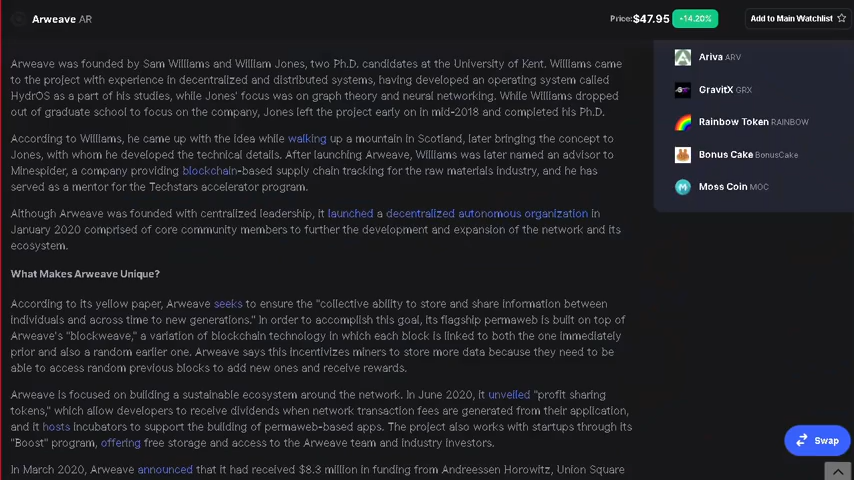 Arweave AR
Price:$47.95 +14.20% Add to Main Watchlist
Arweave was founded by Sam Williams and William Jones, two Ph.D. candidates at the University of Kent. Williams came
to the project with experience in decentralized and distributed systems, having developed an operating system called
HydrOS as a part of his studies, while Jones' focus was on graph theory and neural networking. While Williams dropped
out of graduate school to focus on the company, Jones left the project early on in mid-2018 and completed his Ph.D.
According to Williams, he came up with the idea while walking up a mountain in Scotland, later bringing the concept to
Jones, with whom he developed the technical details. After launching Arweave, Williams was later named an advisor to
Minespider, a company providing blockchain-based supply chain tracking for the raw materials industry, and he has
served as a mentor for the Techstars accelerator program.
Although Arweave was founded with centralized leadership, it launched a decentralized autonomous organization in
January 2020 comprised of core community members to further the development and expansion of the network and its
ecosystem.
What Makes Arweave Unique?
According to its yellow paper, Arweave seeks to ensure the "collective ability to store and share information between
individuals and across time to new generations." In order to accomplish this goal, its flagship permaweb is built on top of
Arweave's "blockweave," a variation of blockchain technology in which each block is linked to both the one immediately
prior and also a random earlier one. Arweave says this incentivizes miners to store more data because they need to be
able to access random previous blocks to add new ones and receive rewards.
Arweave is focused on building a sustainable ecosystem around the network. In June 2020, it unveiled "profit sharing
tokens," which allow developers to receive dividends when network transaction fees are generated from their application,
and it hosts incubators to support the building of permaweb-based apps. The project also works with startups through its
"Boost" program, offering free storage and access to the Arweave team and industry investors.
In March 2020, Arweave announced that it had received $8.3 million in funding from Andreessen Horowitz, Union Square
Ariva ARV
GravitX GRX
Rainbow Token RAINBOW
Bonus Cake BonusCake
Moss Coin MOC
Swap